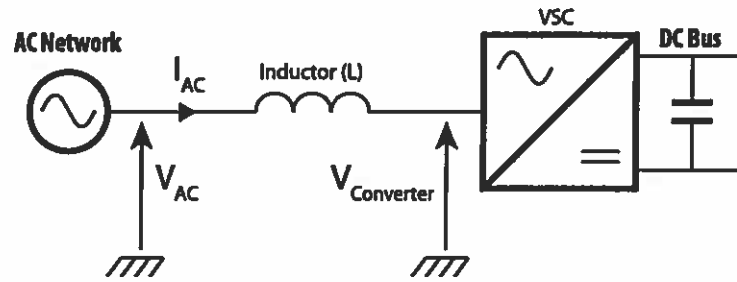 VSC
AC Network
DC Bus
I_AC
Inductor (L)
V_AC
V_Converter